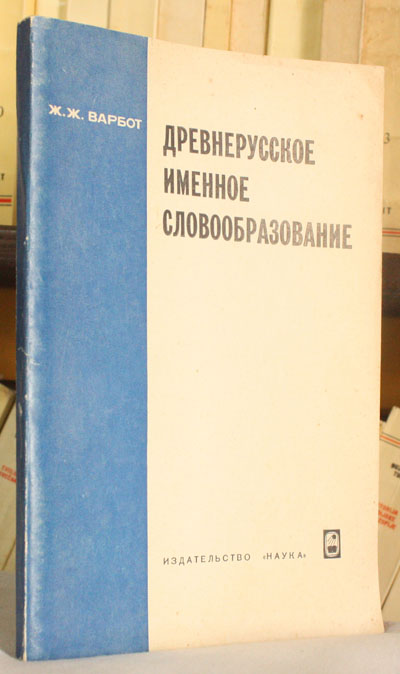 Ж. Ж. ВАРБОТ
ДРЕВНЕРУССКОЕ
ИМЕННОЕ
СЛОВООБРАЗОВАНИЕ
ИЗДАТЕЛЬСТВО «НАУКА»